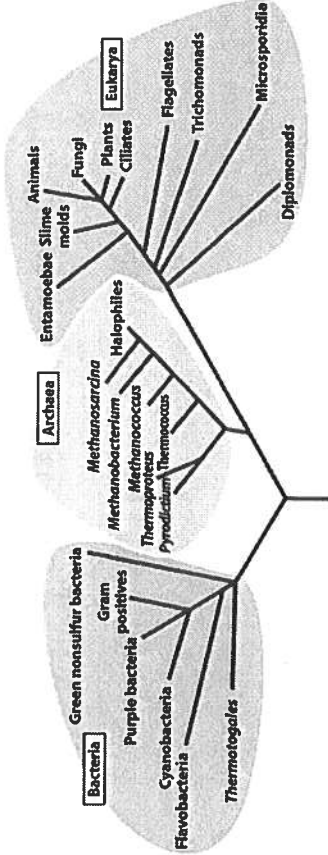 Bacteria
Green nonsulfur bacteria
Gram
positives
Purple bacteria
Cyanobacteria
Flavobacteria
Thermotogales
Archaea
Halophiles
Methanosarcina
Methanobacterium
Methanococcus
Thermoproteus
Pyrodictium
Thermococcus
Eukarya
Entamoebae
Slime
molds
Animals
Fungi
Plants
Ciliates
Flagellates
Trichomonads
Microsporidia
Diplomonads